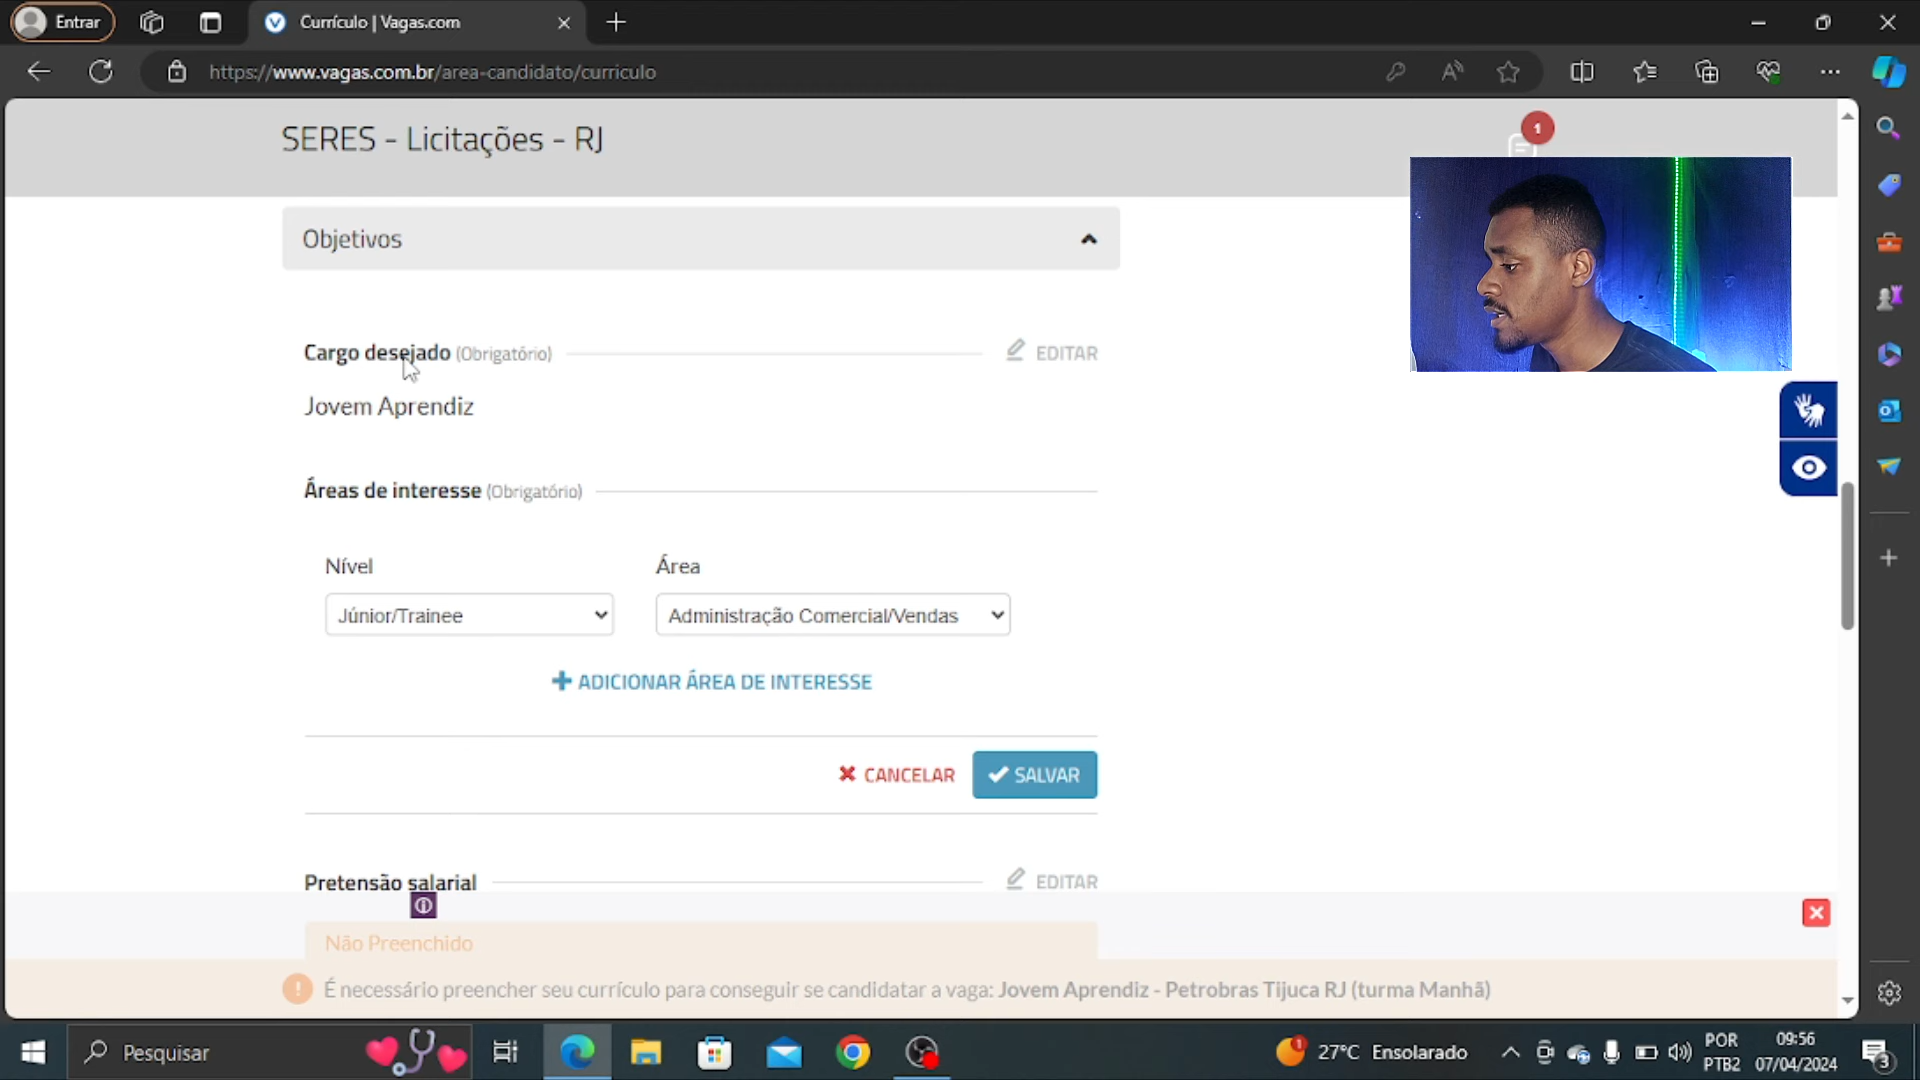 Entrar
Currículo | Vagas.com
https://www.vagas.com.br/area-candidato/curriculo
SERES - Licitações - RJ
1
Objetivos
Cargo desejado (Obrigatório)
EDITAR
Jovem Aprendiz
Áreas de interesse (Obrigatório)
Nível
Área
Júnior/Trainee
Administração Comercial/Vendas
ADICIONAR ÁREA DE INTERESSE
CANCELAR
SALVAR
Pretensão salarial
EDITAR
Não Preenchido
É necessário preencher seu currículo para conseguir se candidatar a vaga: Jovem Aprendiz - Petrobras Tijuca RJ (turma Manhã)
Pesquisar
1
27°C Ensolarado
POR
PTB2
09:56
07/04/2024
3